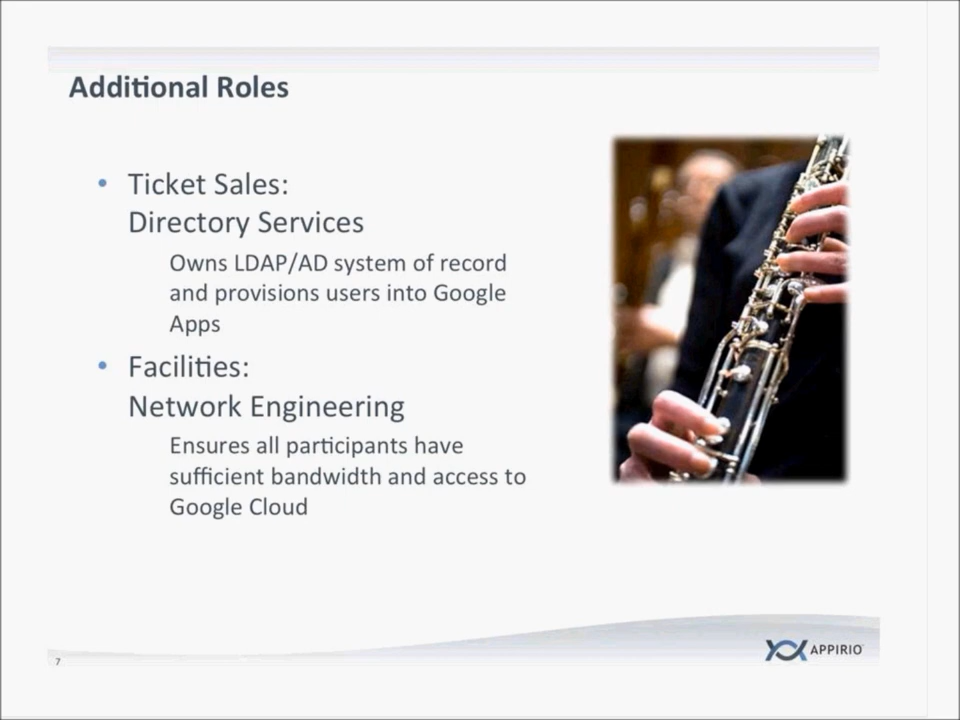 Additional Roles
• Ticket Sales:
Directory Services
Owns LDAP/AD system of record
and provisions users into Google
Apps
• Facilities:
Network Engineering
Ensures all participants have
sufficient bandwidth and access to
Google Cloud
7
APPIRIO